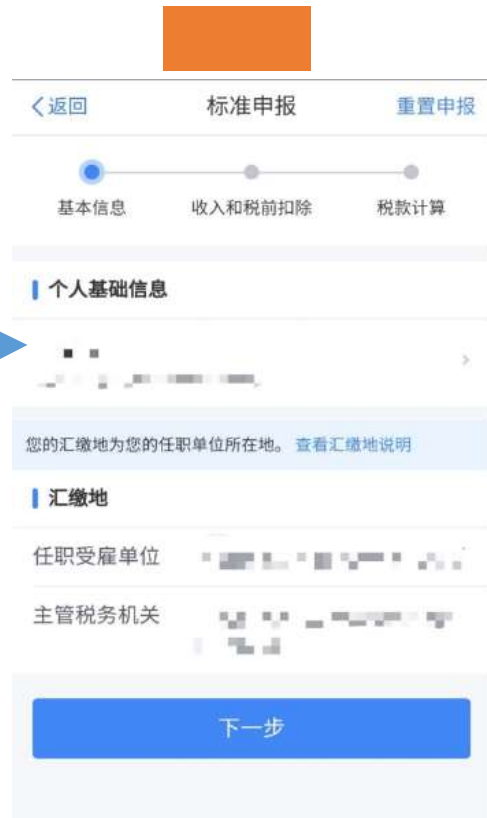 返回 标准申报 重置申报
基本信息 收入和税前扣除 税款计算
个人基础信息
您的汇缴地为您的任职单位所在地。 查看汇缴地说明
汇缴地
任职受雇单位
主管税务机关
下一步